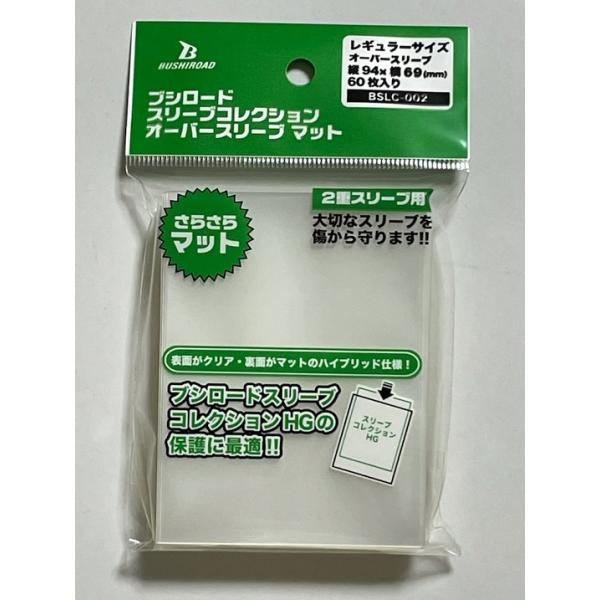 BUSHIROAD
ブシロード
スリーブコレクション
オーバースリーブ マット
レギュラーサイズ
オーバースリーブ
縦94×横69(mm)
60枚入り
BSLC-002
さらさら
マット
2重スリーブ用
大切なスリーブを
傷から守ります!!
表面がクリア・裏面がマットのハイブリッド仕様!
ブシロードスリーブ
コレクションHGの
保護に最適!!
スリーブ
コレクション
HG